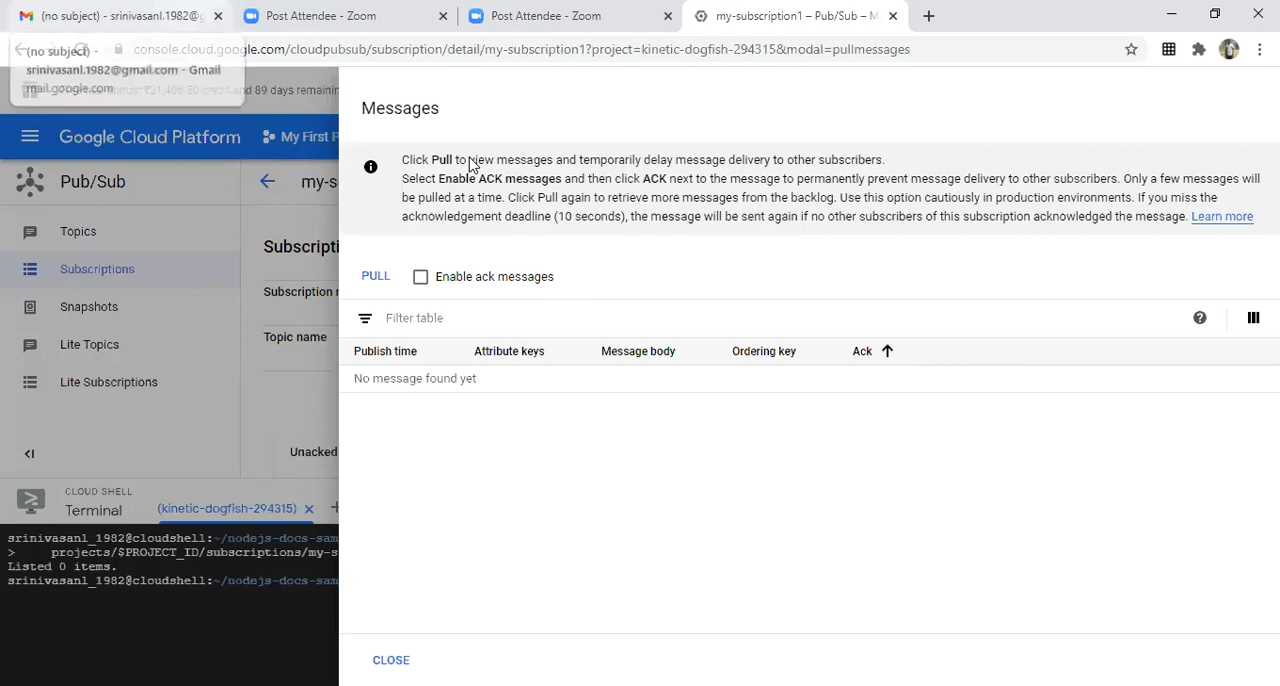 (no subject) - srinivasanl.1982@g
Post Attendee - Zoom
Post Attendee - Zoom
my-subscription1 – Pub/Sub – M
console.cloud.google.com/cloudpubsub/subscription/detail/my-subscription1?project=kinetic-dogfish-294315&modal=pullmessages
(no subject) -
srinivasanl.1982@gmail.com - Gmail
mail.google.com
status: ₹21,406.50 credit and 89 days remainin
Google Cloud Platform
My First P
Pub/Sub
my-s
Topics
Subscriptions
Snapshots
Lite Topics
Lite Subscriptions
Subscripti
Subscription n
Topic name
Unacked
CLOUD SHELL
Terminal
(kinetic-dogfish-294315)
srinivasanl_1982@cloudshell:~/nodejs-docs-sam
> projects/$PROJECT_ID/subscriptions/my-s
Listed 0 items.
srinivasanl_1982@cloudshell:~/nodejs-docs-sam
Messages
Click Pull to view messages and temporarily delay message delivery to other subscribers.
Select Enable ACK messages and then click ACK next to the message to permanently prevent message delivery to other subscribers. Only a few messages will
be pulled at a time. Click Pull again to retrieve more messages from the backlog. Use this option cautiously in production environments. If you miss the
acknowledgement deadline (10 seconds), the message will be sent again if no other subscribers of this subscription acknowledged the message. Learn more
PULL
Enable ack messages
Filter table
Publish time Attribute keys Message body Ordering key Ack
No message found yet
CLOSE